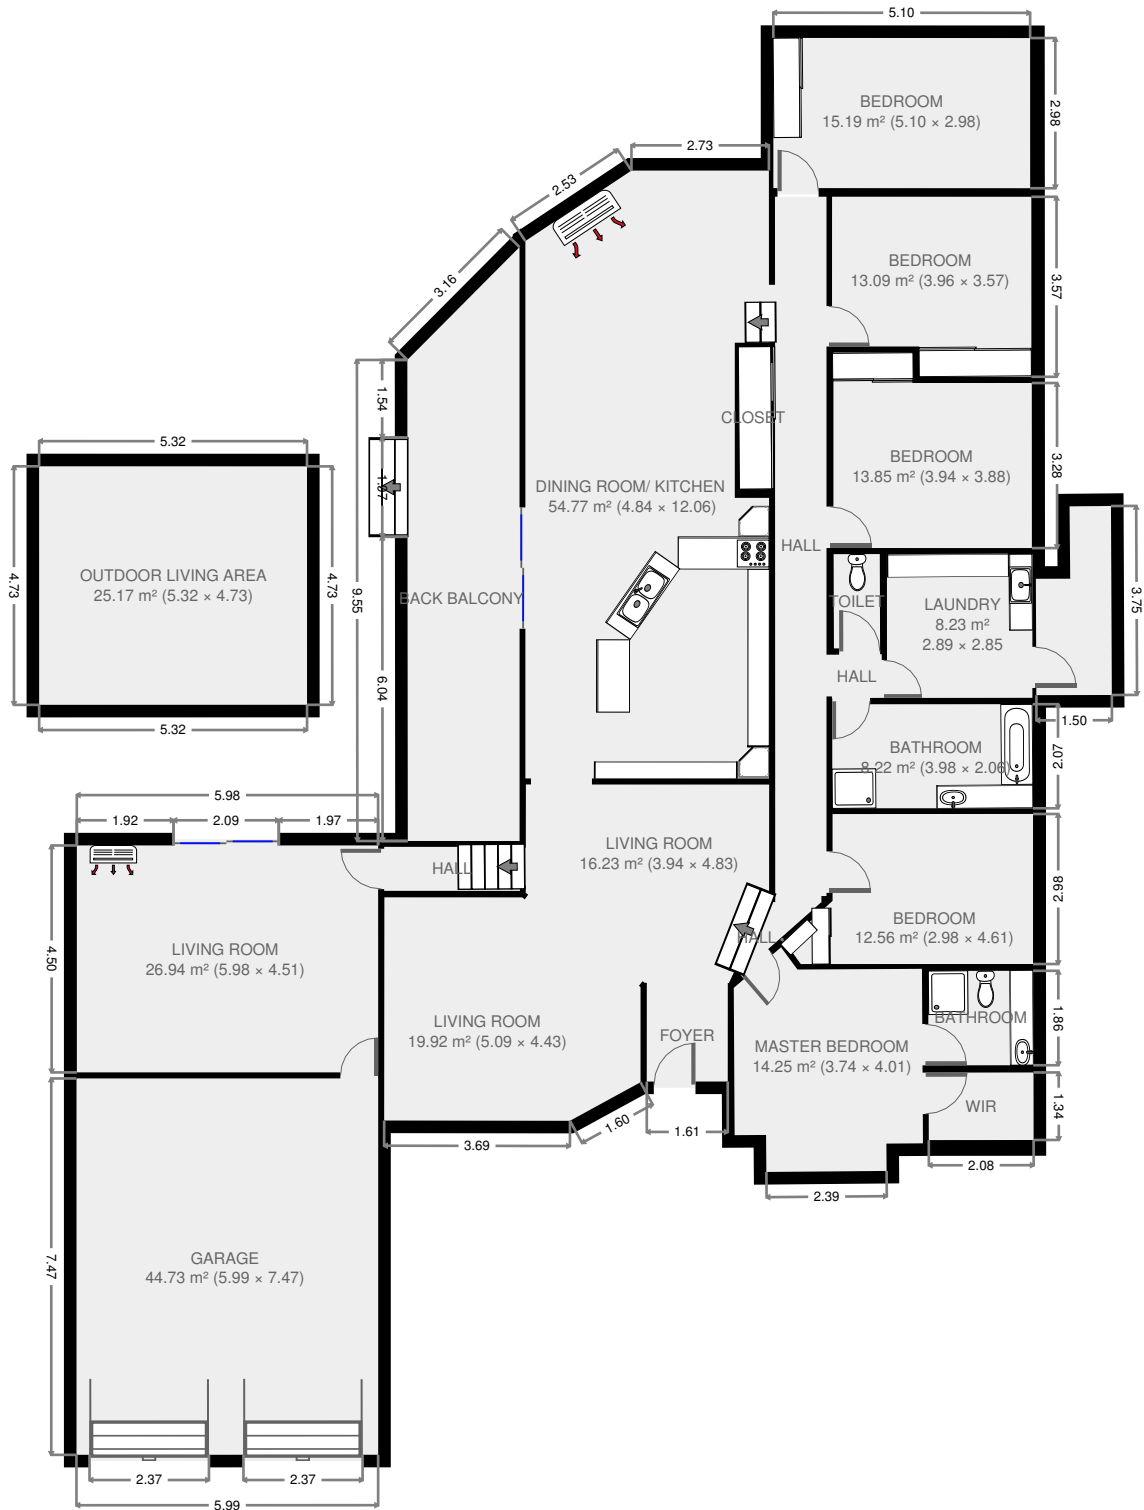 5.10
BEDROOM
15.19 m² (5.10 × 2.98)
2.98
2.73
2.53
3.16
BEDROOM
13.09 m² (3.96 × 3.57)
3.57
1.54
CLOSET
5.32
1.97
BEDROOM
13.85 m² (3.94 × 3.88)
3.28
DINING ROOM/ KITCHEN
54.77 m² (4.84 × 12.06)
HALL
4.73
OUTDOOR LIVING AREA
25.17 m² (5.32 × 4.73)
4.73
9.55
BACK BALCONY
TOILET
LAUNDRY
8.23 m²
2.89 × 2.85
3.75
HALL
6.04
5.32
1.50
BATHROOM
8.22 m² (3.98 × 2.06)
2.07
5.98
1.92
2.09
1.97
LIVING ROOM
16.23 m² (3.94 × 4.83)
HALL
2.98
BEDROOM
12.56 m² (2.98 × 4.61)
HALL
4.50
LIVING ROOM
26.94 m² (5.98 × 4.51)
LIVING ROOM
19.92 m² (5.09 × 4.43)
FOYER
BATHROOM
1.86
MASTER BEDROOM
14.25 m² (3.74 × 4.01)
WIR
1.34
1.60
1.61
3.69
2.08
2.39
7.47
GARAGE
44.73 m² (5.99 × 7.47)
2.37
2.37
5.99